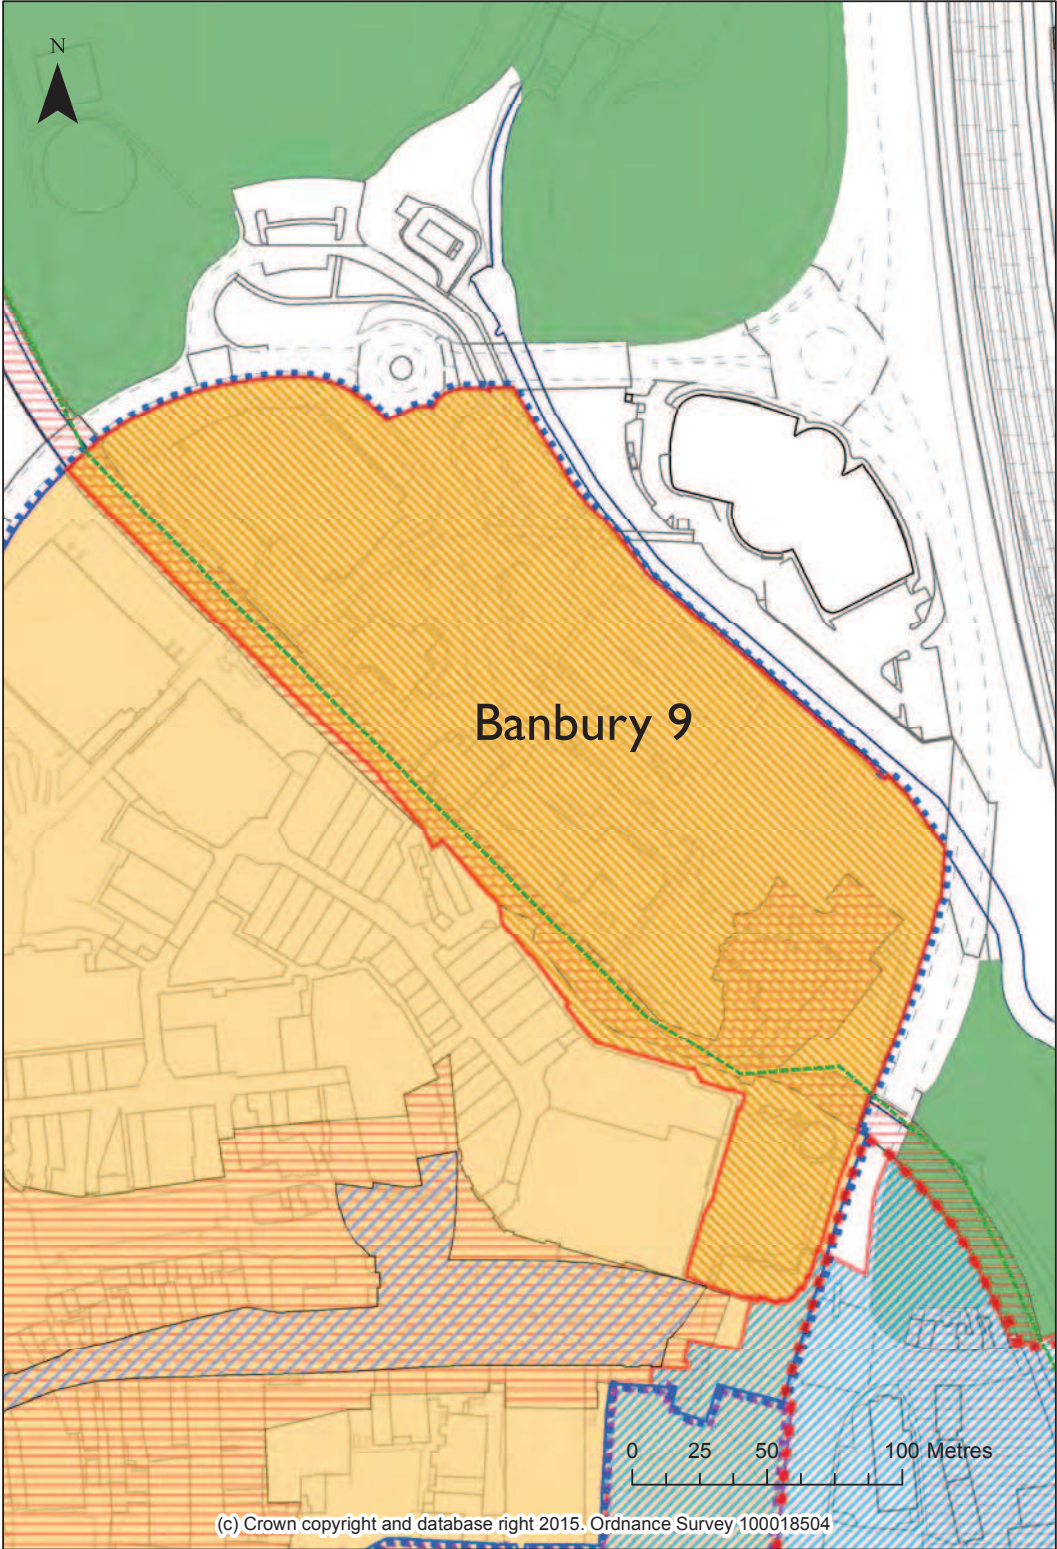 N
Banbury 9
0 25 50 100 Metres
(c) Crown copyright and database right 2015. Ordnance Survey 100018504